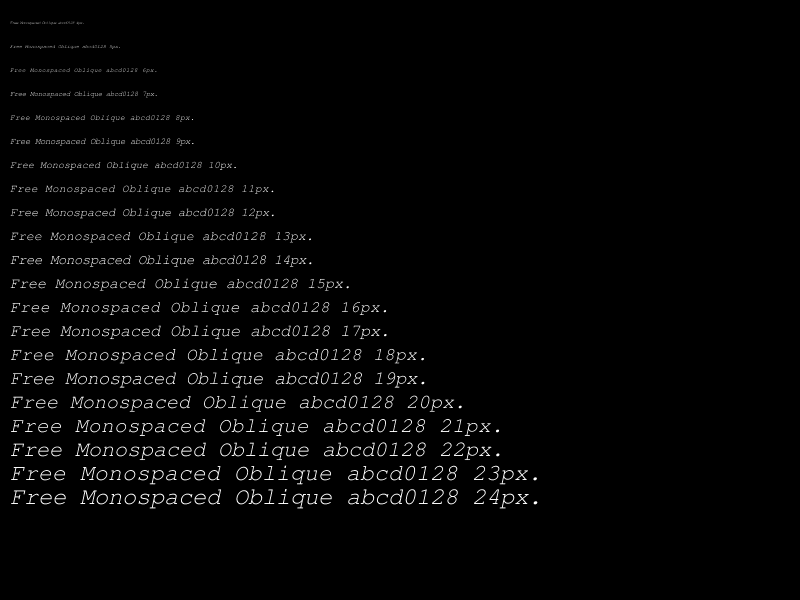 Free Monospaced Oblique abcd0128 4px.
Free Monospaced Oblique abcd0128 5px.
Free Monospaced Oblique abcd0128 6px.
Free Monospaced Oblique abcd0128 7px.
Free Monospaced Oblique abcd0128 8px.
Free Monospaced Oblique abcd0128 9px.
Free Monospaced Oblique abcd0128 10px.
Free Monospaced Oblique abcd0128 11px.
Free Monospaced Oblique abcd0128 12px.
Free Monospaced Oblique abcd0128 13px.
Free Monospaced Oblique abcd0128 14px.
Free Monospaced Oblique abcd0128 15px.
Free Monospaced Oblique abcd0128 16px.
Free Monospaced Oblique abcd0128 17px.
Free Monospaced Oblique abcd0128 18px.
Free Monospaced Oblique abcd0128 19px.
Free Monospaced Oblique abcd0128 20px.
Free Monospaced Oblique abcd0128 21px.
Free Monospaced Oblique abcd0128 22px.
Free Monospaced Oblique abcd0128 23px.
Free Monospaced Oblique abcd0128 24px.